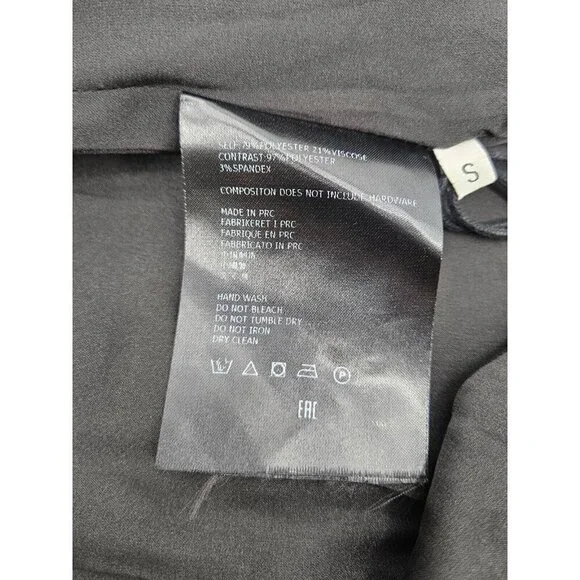 SELF: 79%POLYESTER 21%VISCOSE
CONTRAST:97%POLYESTER
3%SPANDEX
COMPOSITON DOES NOT INCLUDE HARDWARE
MADE IN PRC
FABRIKERET I PRC
FABRIQUE EN PRC
FABBRICATO IN PRC
HAND WASH
DO NOT BLEACH
DO NOT TUMBLE DRY
DO NOT IRON
DRY CLEAN
P
EAC
S